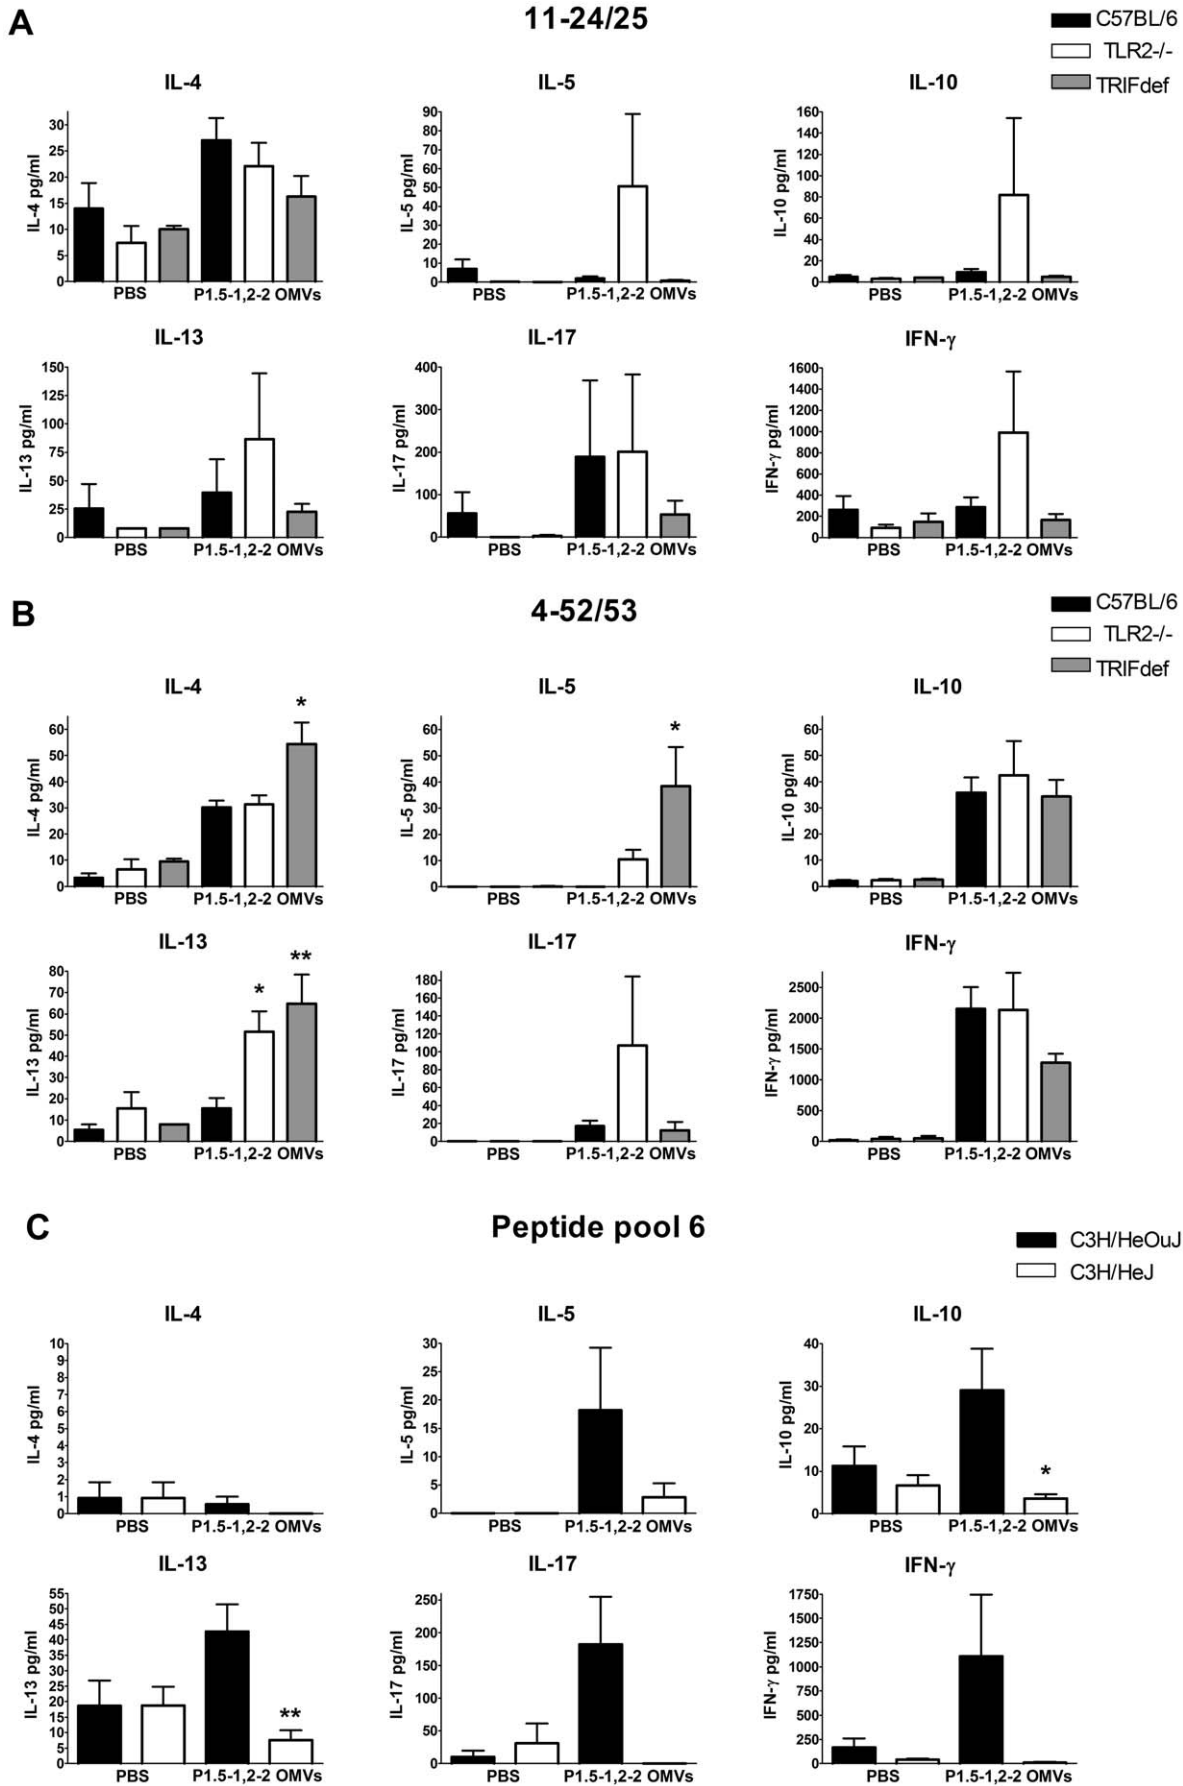 A
11-24/25
C57BL/6
TLR2-/-
TRIFdef
IL-4
IL-5
IL-10
IL-4 pg/ml
30
25
20
15
10
5
0
PBS
P1.5-1,2-2 OMVs
IL-5 pg/ml
90
80
70
60
50
40
30
20
10
0
PBS
P1.5-1,2-2 OMVs
IL-10 pg/ml
160
140
120
100
80
60
40
20
0
PBS
P1.5-1,2-2 OMVs
IL-13
IL-17
IFN-γ
IL-13 pg/ml
150
125
100
75
50
25
0
PBS
P1.5-1,2-2 OMVs
IL-17 pg/ml
400
300
200
100
0
PBS
P1.5-1,2-2 OMVs
IFN-γ pg/ml
1600
1400
1200
1000
800
600
400
200
0
PBS
P1.5-1,2-2 OMVs
B
4-52/53
C57BL/6
TLR2-/-
TRIFdef
IL-4
IL-5
IL-10
IL-4 pg/ml
60
50
40
30
20
10
0
*
PBS
P1.5-1,2-2 OMVs
IL-5 pg/ml
60
50
40
30
20
10
0
*
PBS
P1.5-1,2-2 OMVs
IL-10 pg/ml
60
50
40
30
20
10
0
PBS
P1.5-1,2-2 OMVs
IL-13
IL-17
IFN-γ
IL-13 pg/ml
80
70
60
50
40
30
20
10
0
*
**
PBS
P1.5-1,2-2 OMVs
IL-17 pg/ml
180
160
140
120
100
80
60
40
20
0
PBS
P1.5-1,2-2 OMVs
IFN-γ pg/ml
2500
2000
1500
1000
500
0
PBS
P1.5-1,2-2 OMVs
C
Peptide pool 6
C3H/HeOuJ
C3H/HeJ
IL-4
IL-5
IL-10
IL-4 pg/ml
10
9
8
7
6
5
4
3
2
1
0
PBS
P1.5-1,2-2 OMVs
IL-5 pg/ml
30
25
20
15
10
5
0
PBS
P1.5-1,2-2 OMVs
IL-10 pg/ml
40
30
20
10
0
*
PBS
P1.5-1,2-2 OMVs
IL-13
IL-17
IFN-γ
IL-13 pg/ml
55
50
45
40
35
30
25
20
15
10
5
0
**
PBS
P1.5-1,2-2 OMVs
IL-17 pg/ml
250
200
150
100
50
0
PBS
P1.5-1,2-2 OMVs
IFN-γ pg/ml
1750
1500
1250
1000
750
500
250
0
PBS
P1.5-1,2-2 OMVs